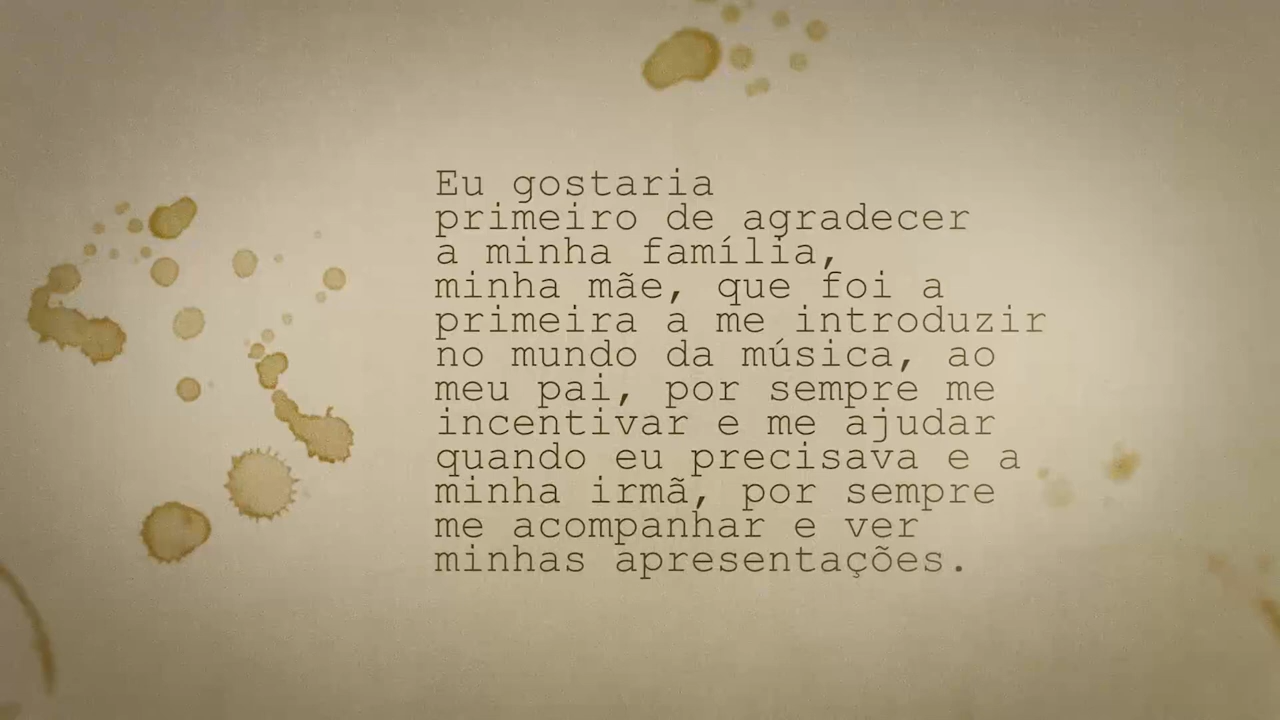 Eu gostaria
primeiro de agradecer
a minha família,
minha mãe, que foi a
primeira a me introduzir
no mundo da música, ao
meu pai, por sempre me
incentivar e me ajudar
quando eu precisava e a
minha irmã, por sempre
me acompanhar e ver
minhas apresentações.